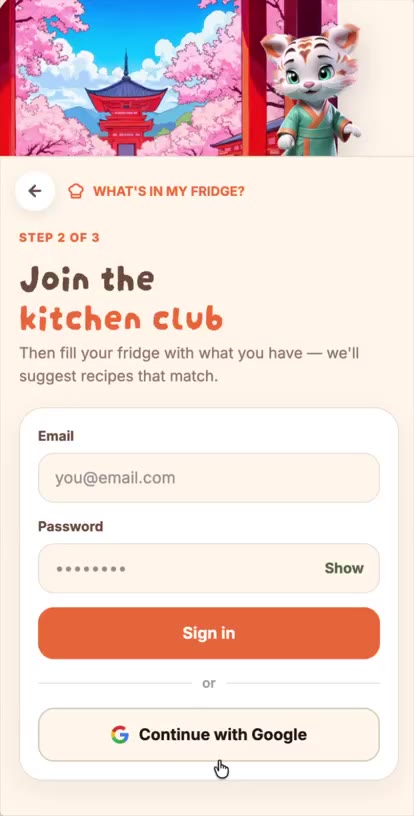 WHAT'S IN MY FRIDGE?
STEP 2 OF 3
Join the
kitchen club
Then fill your fridge with what you have — we'll
suggest recipes that match.
Email
you@email.com
Password
••••••••
Show
Sign in
or
Continue with Google